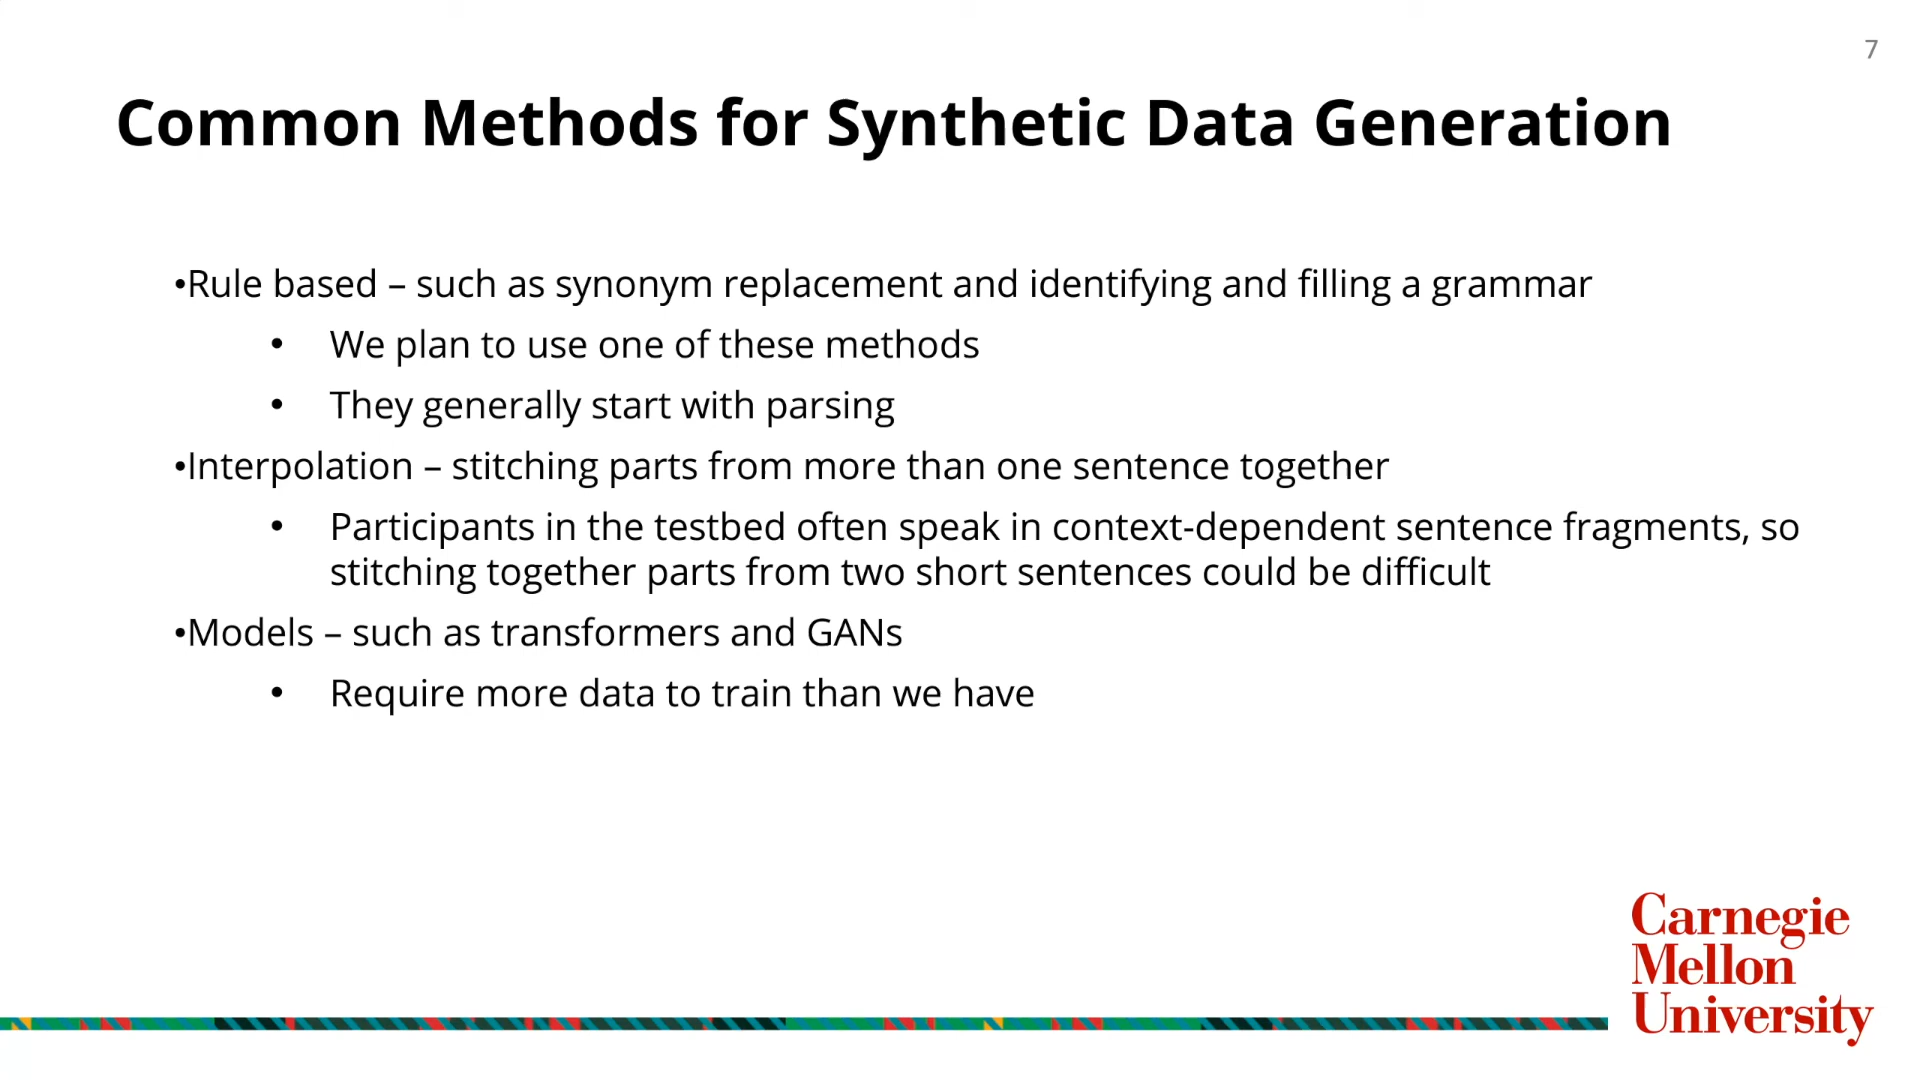 7
Common Methods for Synthetic Data Generation
•Rule based – such as synonym replacement and identifying and filling a grammar
• We plan to use one of these methods
• They generally start with parsing
•Interpolation – stitching parts from more than one sentence together
• Participants in the testbed often speak in context-dependent sentence fragments, so
stitching together parts from two short sentences could be difficult
•Models – such as transformers and GANs
• Require more data to train than we have
Carnegie
Mellon
University